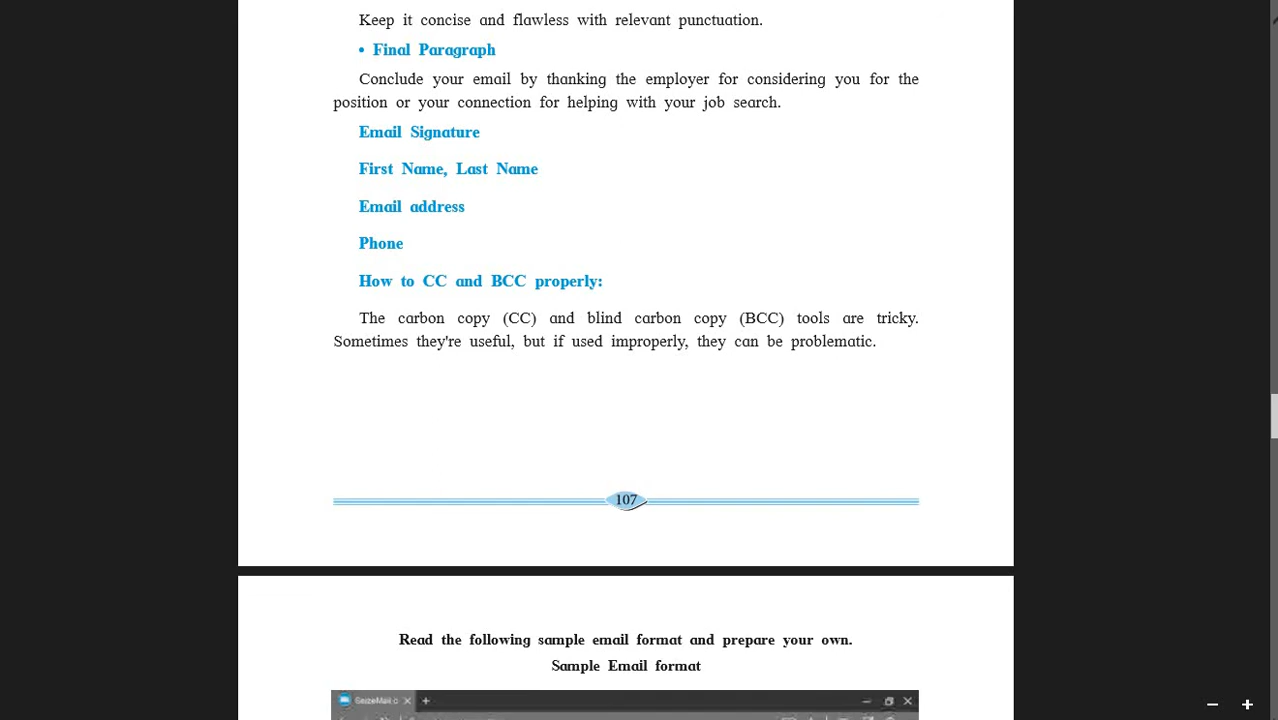 Keep it concise and flawless with relevant punctuation.
• Final Paragraph
Conclude your email by thanking the employer for considering you for the
position or your connection for helping with your job search.
Email Signature
First Name, Last Name
Email address
Phone
How to CC and BCC properly:
The carbon copy (CC) and blind carbon copy (BCC) tools are tricky.
Sometimes they're useful, but if used improperly, they can be problematic.
107
Read the following sample email format and prepare your own.
Sample Email format